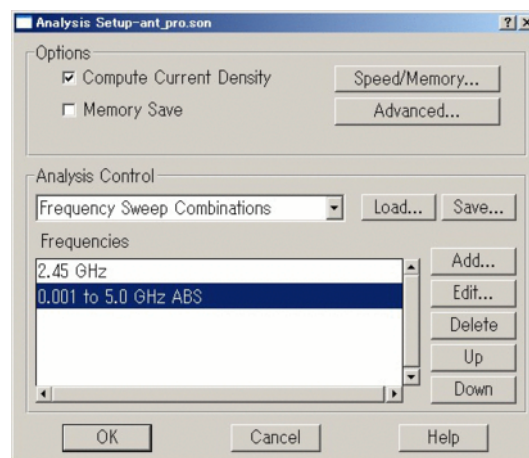 Analysis Setup-ant_pro.son
Options
Compute Current Density
Speed/Memory...
Memory Save
Advanced...
Analysis Control
Frequency Sweep Combinations
Load...
Save...
Frequencies
2.45 GHz
0.001 to 5.0 GHz ABS
Add...
Edit...
Delete
Up
Down
OK
Cancel
Help